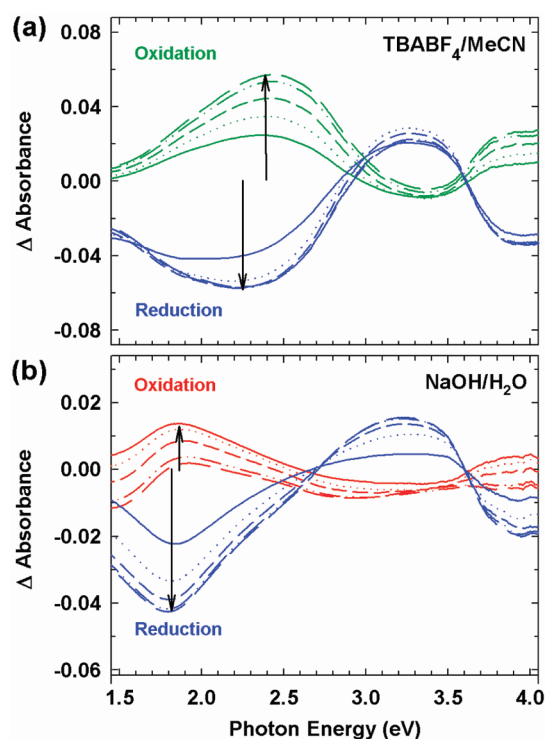 (a)
TBABF4/MeCN
Oxidation
Reduction
Δ Absorbance
0.08
0.04
0.00
-0.04
-0.08
(b)
NaOH/H2O
Oxidation
Reduction
Δ Absorbance
0.02
0.00
-0.02
-0.04
-0.06
1.5 2.0 2.5 3.0 3.5 4.0
Photon Energy (eV)